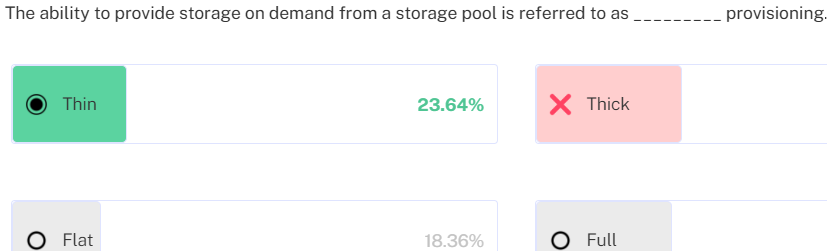 The ability to provide storage on demand from a storage pool is referred to as _________ provisioning.
Thin 23.64%
Thick
Flat 18.36%
Full